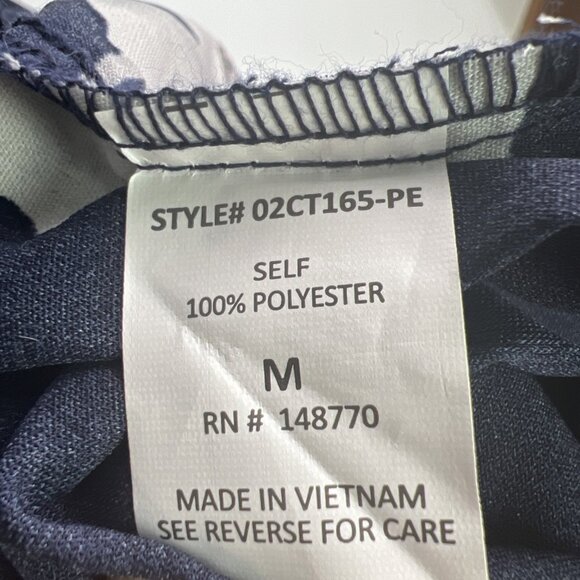 STYLE# 02CT165-PE
SELF
100% POLYESTER
M
RN # 148770
MADE IN VIETNAM
SEE REVERSE FOR CARE